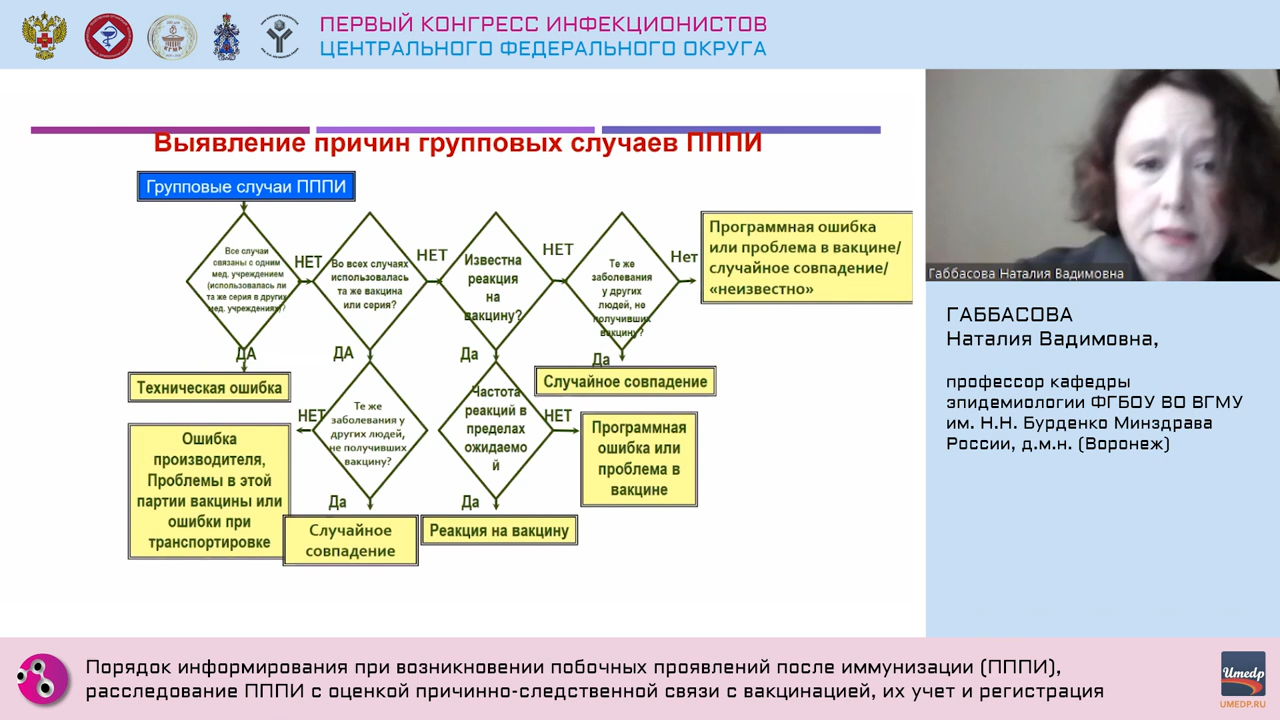 ПЕРВЫЙ КОНГРЕСС ИНФЕКЦИОНИСТОВ
ЦЕНТРАЛЬНОГО ФЕДЕРАЛЬНОГО ОКРУГА
Выявление причин групповых случаев ПППИ
Групповые случаи ПППИ
Все случаи
связаны с одним
мед. учреждением
(использовалась ли
та же серия в других
мед. учреждениях)?
НЕТ
Во всех случаях
использовалась
та же вакцина
или серия?
НЕТ
Известна
реакция
на
вакцину?
НЕТ
Те же
заболевания
у других
людей, не
получивших
вакцину?
Нет
Программная ошибка
или проблема в вакцине/
случайное совпадение/
«неизвестно»
ДА
ДА
Да
Да
Техническая ошибка
Случайное совпадение
НЕТ
Те же
заболевания у
других людей,
не получивших
вакцину?
Частота
реакций в
пределах
ожидаемо
й
НЕТ
Ошибка
производителя,
Проблемы в этой
партии вакцины или
ошибки при
транспортировке
Программная
ошибка или
проблема в
вакцине
Да
Да
Случайное
совпадение
Реакция на вакцину
Габбасова Наталия Вадимовна
ГАББАСОВА
Наталия Вадимовна,
профессор кафедры
эпидемиологии ФГБОУ ВО ВГМУ
им. Н.Н. Бурденко Минздрава
России, д.м.н. (Воронеж)
Порядок информирования при возникновении побочных проявлений после иммунизации (ПППИ),
расследование ПППИ с оценкой причинно-следственной связи с вакцинацией, их учет и регистрация
Umedp
UMEDP.RU